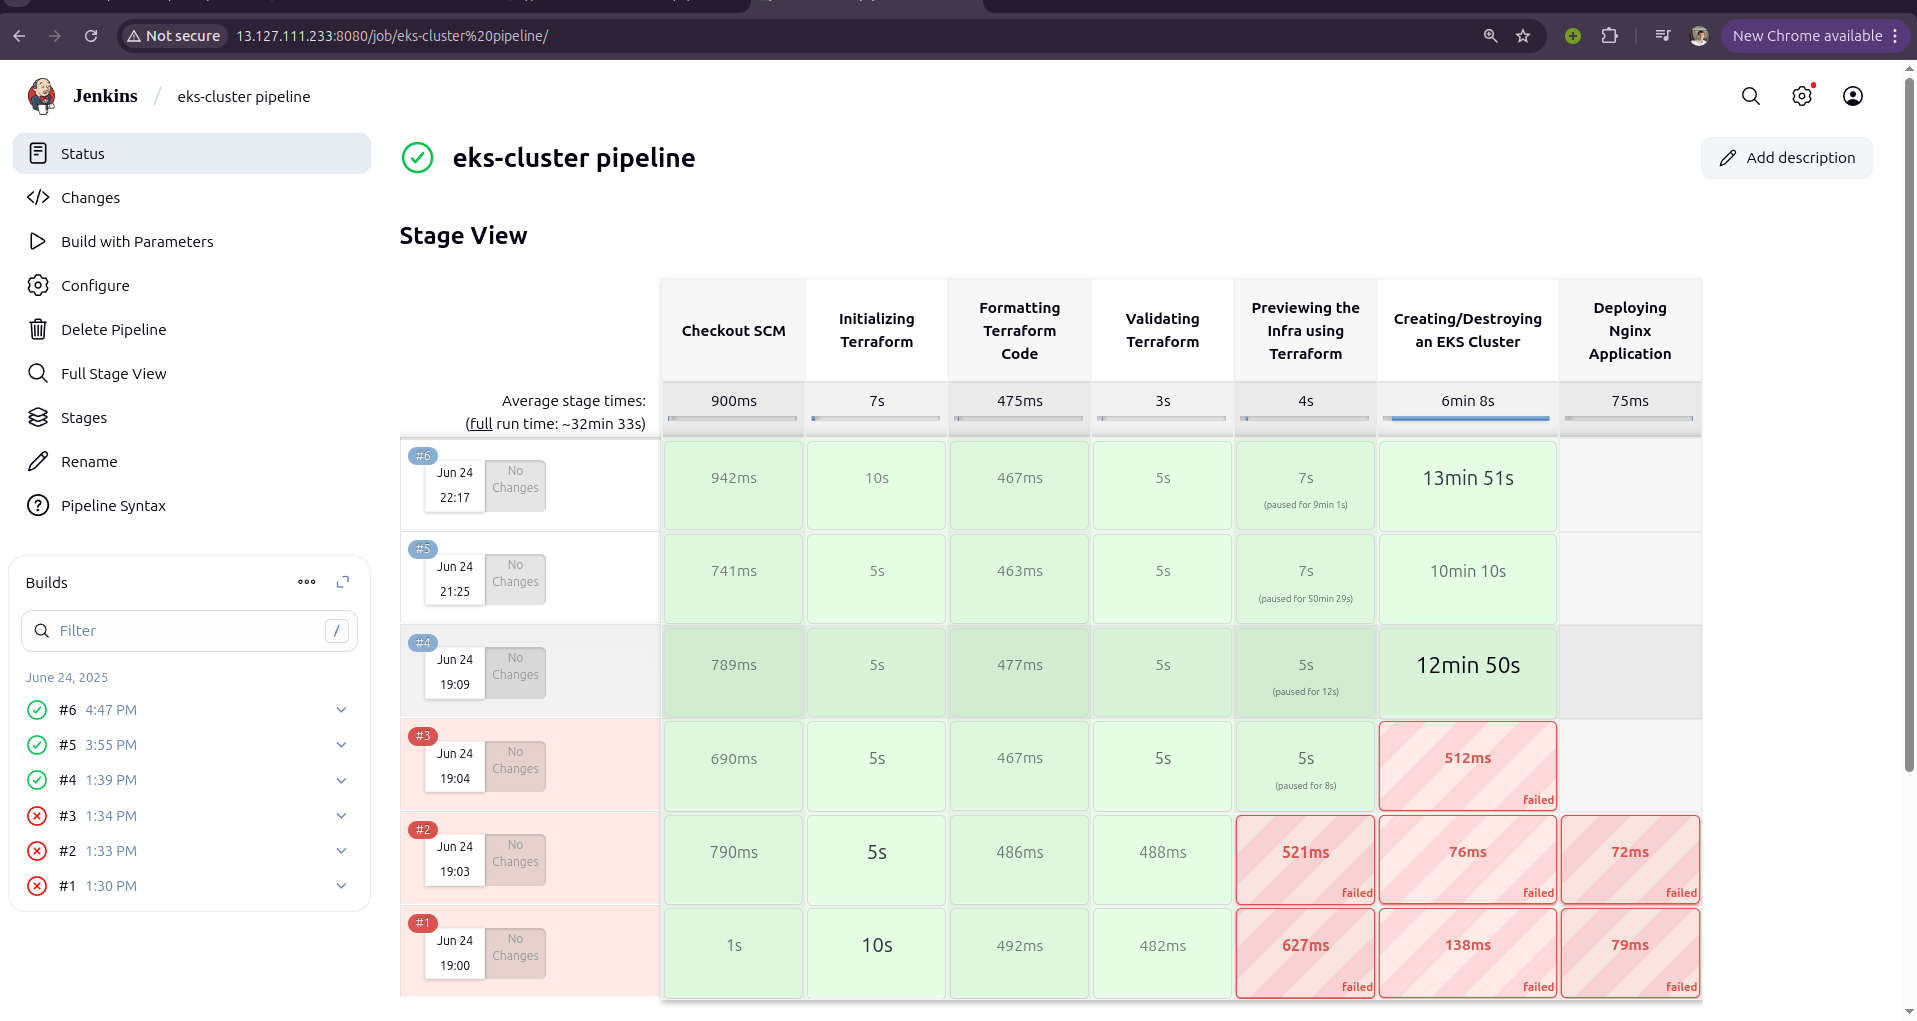 Not secure
13.127.111.233:8080/job/eks-cluster%20pipeline/
New Chrome available
Jenkins / eks-cluster pipeline
Status
Changes
Build with Parameters
Configure
Delete Pipeline
Full Stage View
Stages
Rename
Pipeline Syntax
Builds
Filter
/
June 24, 2025
#6 4:47 PM
#5 3:55 PM
#4 1:39 PM
#3 1:34 PM
#2 1:33 PM
#1 1:30 PM
eks-cluster pipeline
Add description
Stage View
Checkout SCM
Initializing
Terraform
Formatting
Terraform
Code
Validating
Terraform
Previewing the
Infra using
Terraform
Creating/Destroying
an EKS Cluster
Deploying
Nginx
Application
Average stage times:
(full run time: ~32min 33s)
900ms
7s
475ms
3s
4s
6min 8s
75ms
#6
Jun 24
22:17
No
Changes
942ms
10s
467ms
5s
7s
(paused for 9min 1s)
13min 51s
#5
Jun 24
21:25
No
Changes
741ms
5s
463ms
5s
7s
(paused for 50min 29s)
10min 10s
#4
Jun 24
19:09
No
Changes
789ms
5s
477ms
5s
5s
(paused for 12s)
12min 50s
#3
Jun 24
19:04
No
Changes
690ms
5s
467ms
5s
5s
(paused for 8s)
512ms
failed
#2
Jun 24
19:03
No
Changes
790ms
5s
486ms
488ms
521ms
failed
76ms
failed
72ms
failed
#1
Jun 24
19:00
No
Changes
1s
10s
492ms
482ms
627ms
failed
138ms
failed
79ms
failed